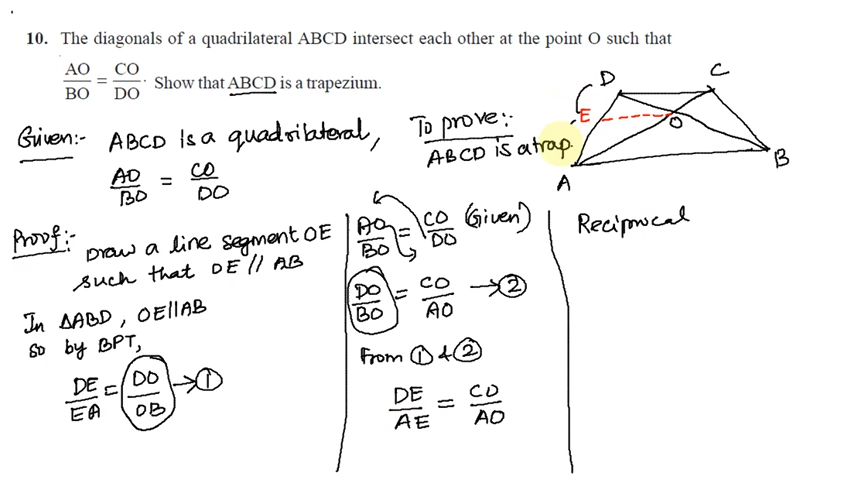 10. The diagonals of a quadrilateral ABCD intersect each other at the point O such that
AO/BO = CO/DO. Show that ABCD is a trapezium.
Given:- ABCD is a quadrilateral,
AO/BO = CO/DO
To prove:-
ABCD is a trap.
D
C
E
O
A
B
Proof:- Draw a line segment OE
such that OE // AB
In ΔABD, OE||AB
so by BPT,
DE/EA = DO/OB → ①
AO/BO = CO/DO (Given)
DO/BO = CO/AO → ②
From ① & ②
DE/AE = CO/AO
Reciprical